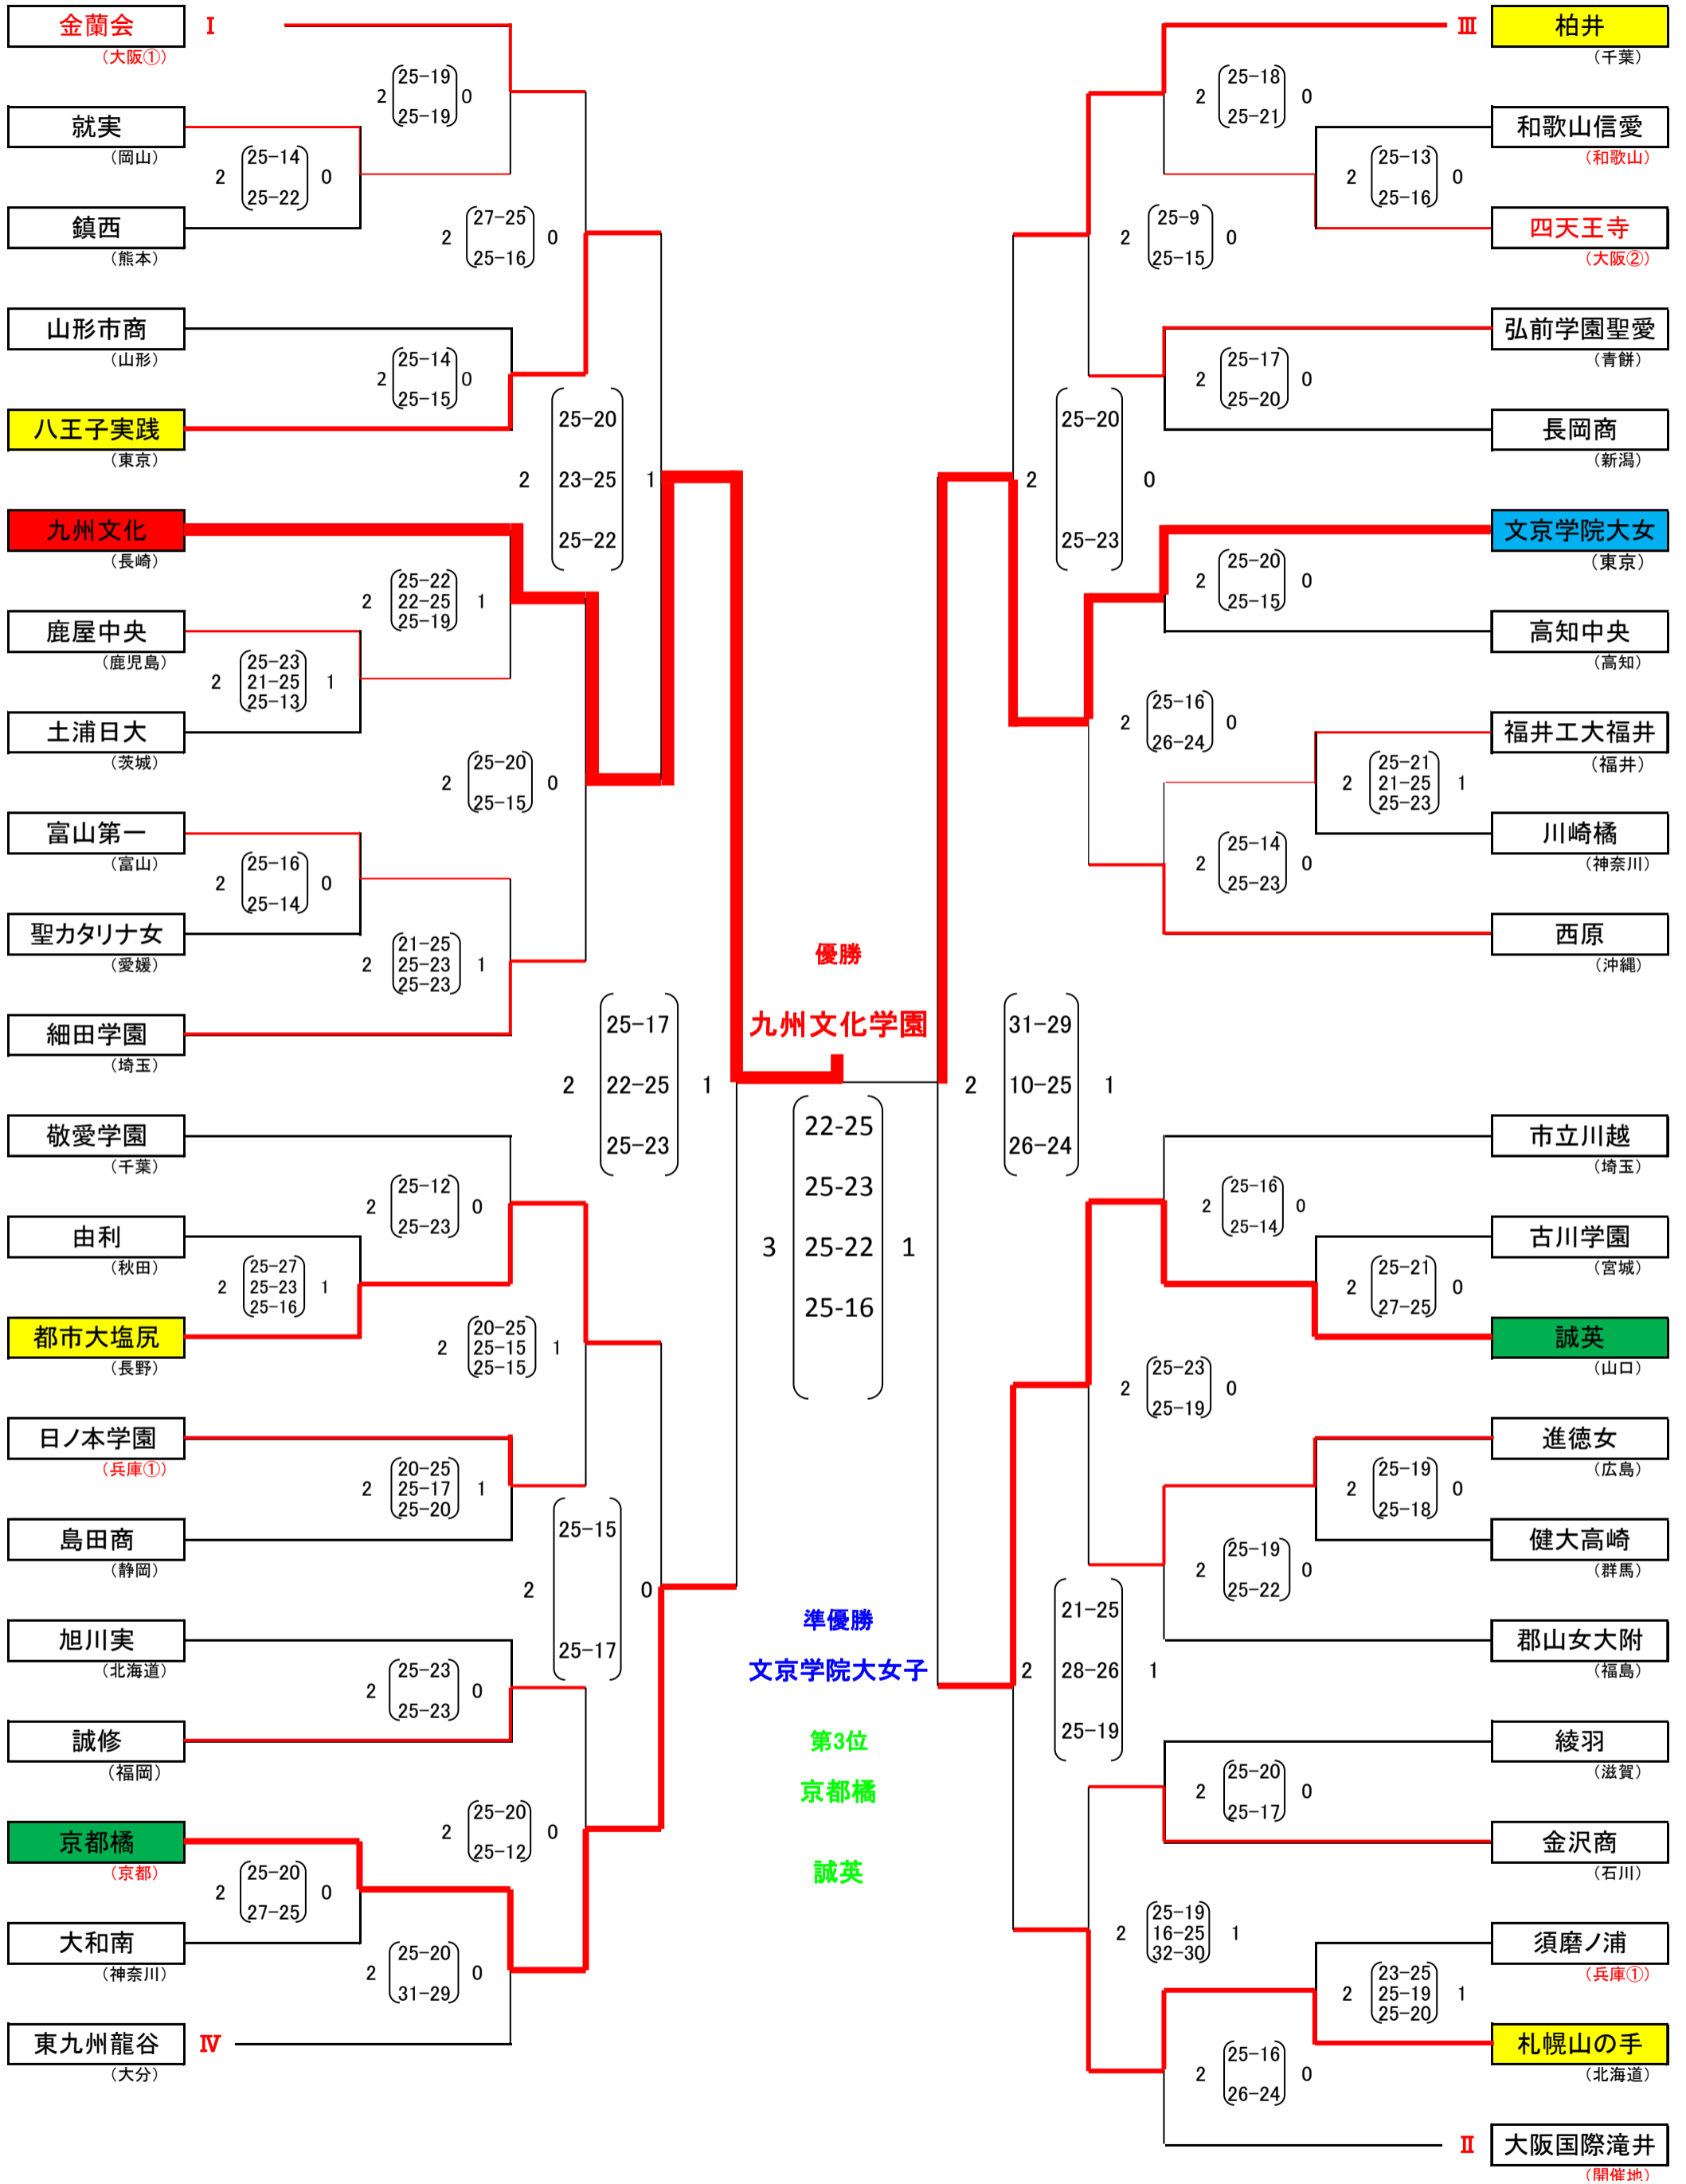 金蘭会
Ⅰ
(大阪①)
25-19
2 0
25-19
就実
(岡山)
25-14
2 0
25-22
鎮西
(熊本)
27-25
2 0
25-16
山形市商
(山形)
25-14
2 0
25-15
八王子実践
(東京)
25-20
2 23-25 1
25-22
九州文化
(長崎)
25-22
2 22-25 1
25-19
鹿屋中央
(鹿児島)
25-23
2 21-25 1
25-13
土浦日大
(茨城)
25-20
2 0
25-15
富山第一
(富山)
25-16
2 0
25-14
聖カタリナ女
(愛媛)
21-25
2 25-23 1
25-23
細田学園
(埼玉)
25-17
2 22-25 1
25-23
敬愛学園
(千葉)
25-12
2 0
25-23
由利
(秋田)
25-27
2 25-23 1
25-16
都市大塩尻
(長野)
20-25
2 25-15 1
25-15
日ノ本学園
(兵庫①)
20-25
2 25-17 1
25-20
島田商
(静岡)
25-15
2 0
25-17
旭川実
(北海道)
25-23
2 0
25-23
誠修
(福岡)
25-20
2 0
25-12
京都橘
(京都)
25-20
2 0
27-25
大和南
(神奈川)
25-20
2 0
31-29
東九州龍谷
Ⅳ
(大分)
優勝
九州文化学園
22-25
25-23
3 25-22 1
25-16
準優勝
文京学院大女子
第3位
京都橘
誠英
Ⅲ
柏井
(千葉)
25-18
2 0
25-21
和歌山信愛
(和歌山)
25-13
2 0
25-16
四天王寺
(大阪②)
25-9
2 0
25-15
弘前学園聖愛
(青餅)
25-17
2 0
25-20
長岡商
(新潟)
25-20
2 0
25-23
文京学院大女
(東京)
25-20
2 0
25-15
高知中央
(高知)
25-16
2 0
26-24
福井工大福井
(福井)
25-21
2 21-25 1
25-23
川崎橘
(神奈川)
25-14
2 0
25-23
西原
(沖縄)
31-29
2 10-25 1
26-24
市立川越
(埼玉)
25-16
2 0
25-14
古川学園
(宮城)
25-21
2 0
27-25
誠英
(山口)
25-23
2 0
25-19
進徳女
(広島)
25-19
2 0
25-18
健大高崎
(群馬)
25-19
2 0
25-22
郡山女大附
(福島)
21-25
2 28-26 1
25-19
綾羽
(滋賀)
25-20
2 0
25-17
金沢商
(石川)
25-19
2 16-25 1
32-30
須磨ノ浦
(兵庫①)
23-25
2 25-19 1
25-20
札幌山の手
(北海道)
25-16
2 0
26-24
Ⅱ
大阪国際滝井
(開催地)